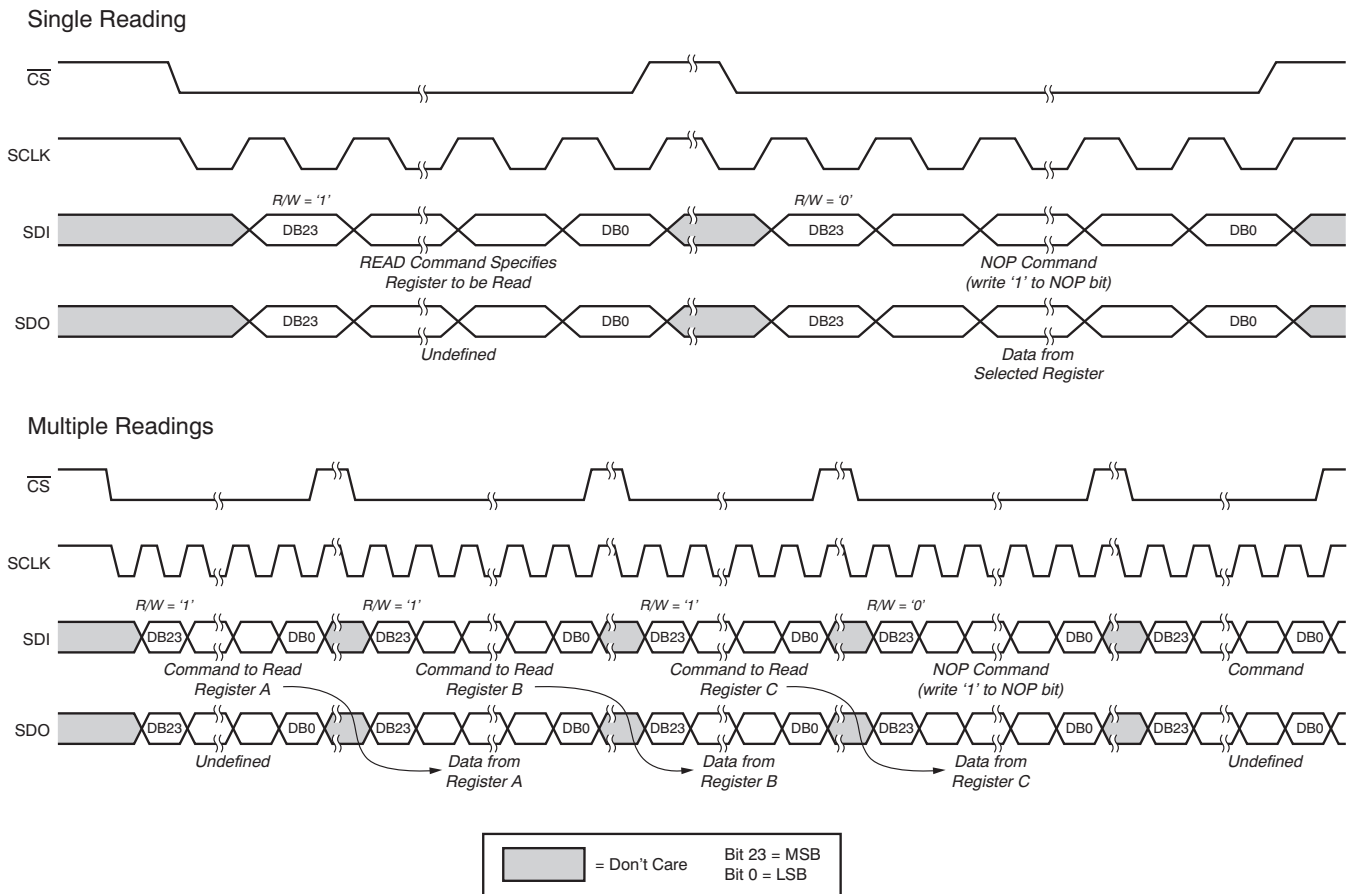 Single Reading
CS
SCLK
R/W = ‘1’ R/W = ‘0’
SDI DB23 DB0 DB23 DB0
READ Command Specifies
Register to be Read
NOP Command
(write ‘1’ to NOP bit)
SDO DB23 DB0 DB23 DB0
Undefined
Data from
Selected Register
Multiple Readings
CS
SCLK
R/W = ‘1’ R/W = ‘1’ R/W = ‘1’ R/W = ‘0’
SDI DB23 DB0 DB23 DB0 DB23 DB0 DB23 DB0 DB23 DB0
Command to Read
Register A
Command to Read
Register B
Command to Read
Register C
NOP Command
(write ‘1’ to NOP bit)
Command
SDO DB23 DB0 DB23 DB0 DB23 DB0 DB23 DB0 DB23 DB0
Undefined
Data from
Register A
Data from
Register B
Data from
Register C
Undefined
= Don't Care
Bit 23 = MSB
Bit 0 = LSB